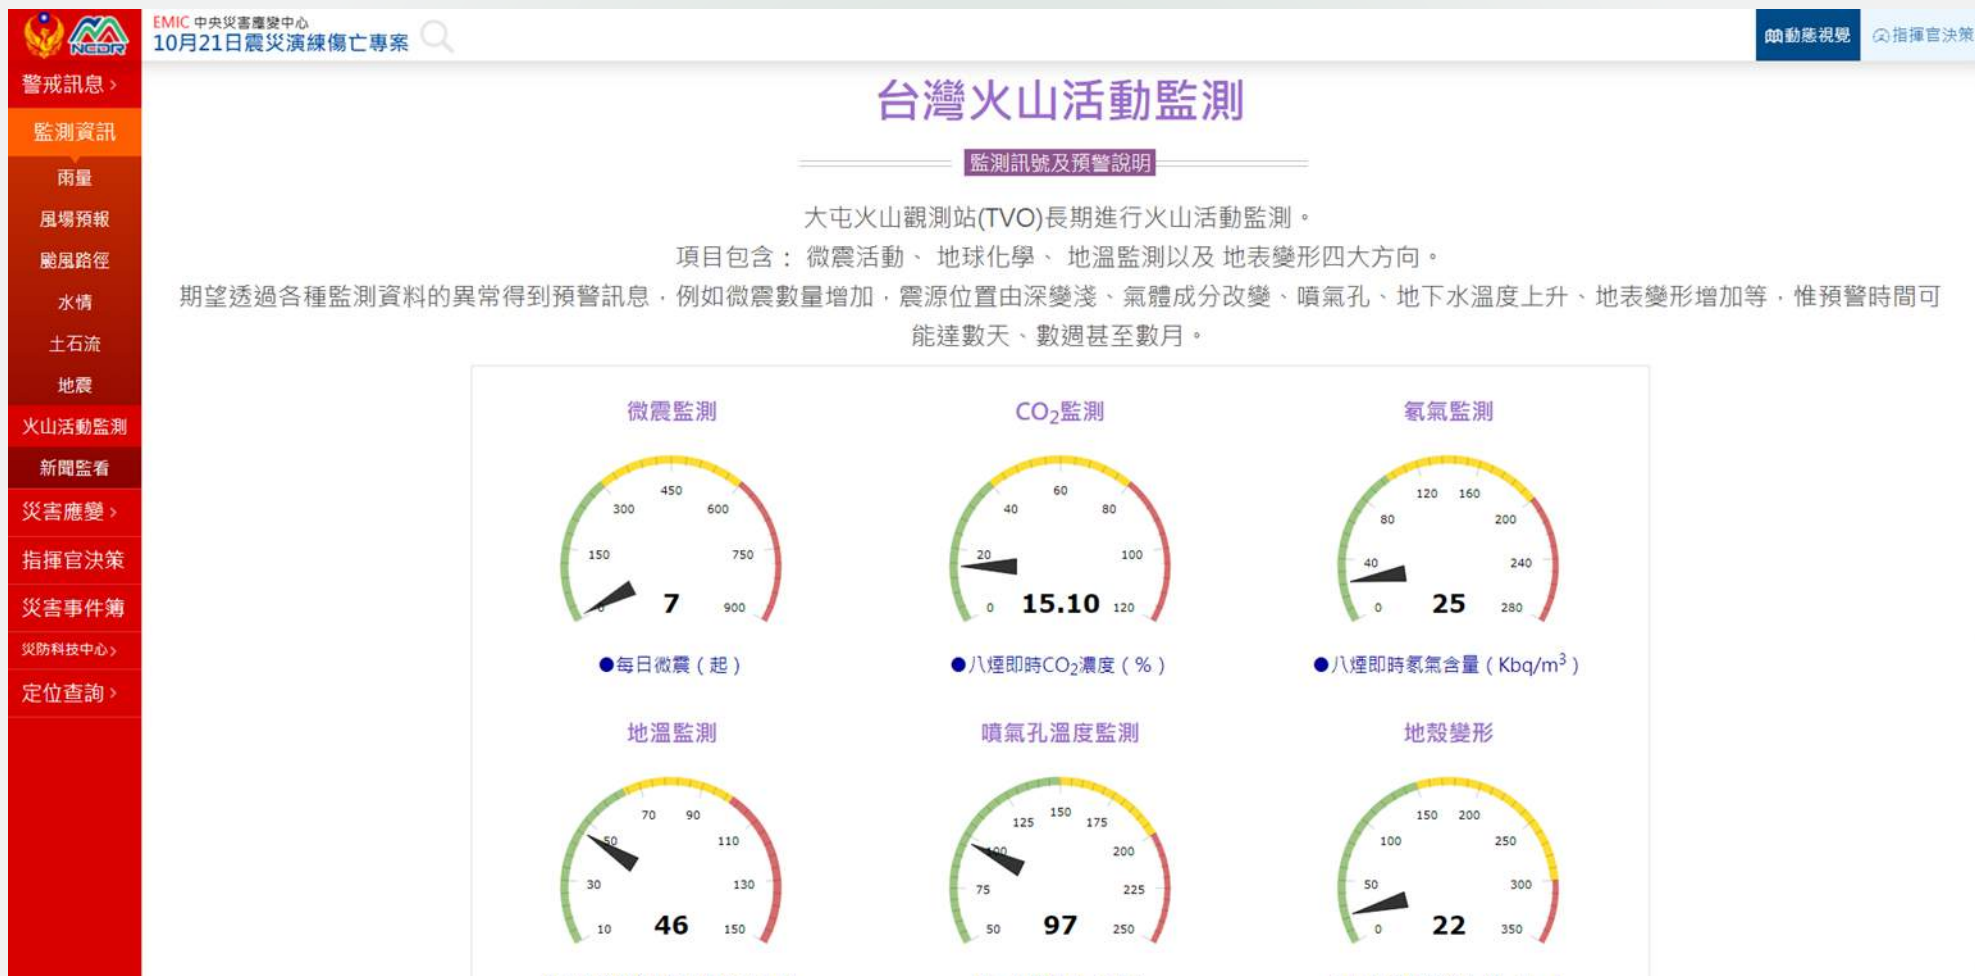 NCDR
EMIC 中央災害應變中心
10月21日震災演練傷亡專案
動態視覺
指揮官決策
警戒訊息 >
監測資訊
雨量
風場預報
颱風路徑
水情
土石流
地震
火山活動監測
新聞監看
災害應變 >
指揮官決策
災害事件簿
災防科技中心 >
定位查詢 >
台灣火山活動監測
監測訊號及預警說明
大屯火山觀測站(TVO)長期進行火山活動監測。
項目包含： 微震活動、 地球化學、 地溫監測以及 地表變形四大方向。
期望透過各種監測資料的異常得到預警訊息，例如微震數量增加，震源位置由深變淺、氣體成分改變、噴氣孔、地下水溫度上升、地表變形增加等，惟預警時間可
能達數天、數週甚至數月。
微震監測
0 150 300 450 600 750 900
7
●每日微震（起）
CO₂監測
0 20 40 60 80 100 120
15.10
●八煙即時CO₂濃度（%）
氡氣監測
0 40 80 120 160 200 240 280
25
●八煙即時氡氣含量（Kbq/m³）
地溫監測
10 30 50 70 90 110 130 150
46
噴氣孔溫度監測
50 75 100 125 150 175 200 225 250
97
地殼變形
0 50 100 150 200 250 300 350
22